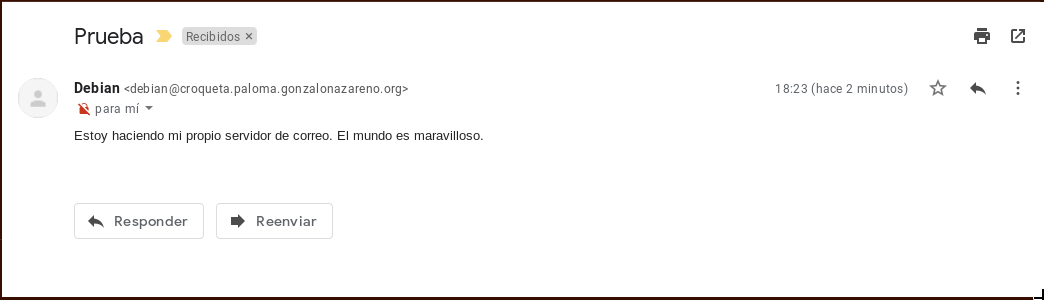 Prueba Recibidos ×
Debian <debian@croqueta.paloma.gonzalonazareno.org> 18:23 (hace 2 minutos)
para mí
Estoy haciendo mi propio servidor de correo. El mundo es maravilloso.
Responder Reenviar